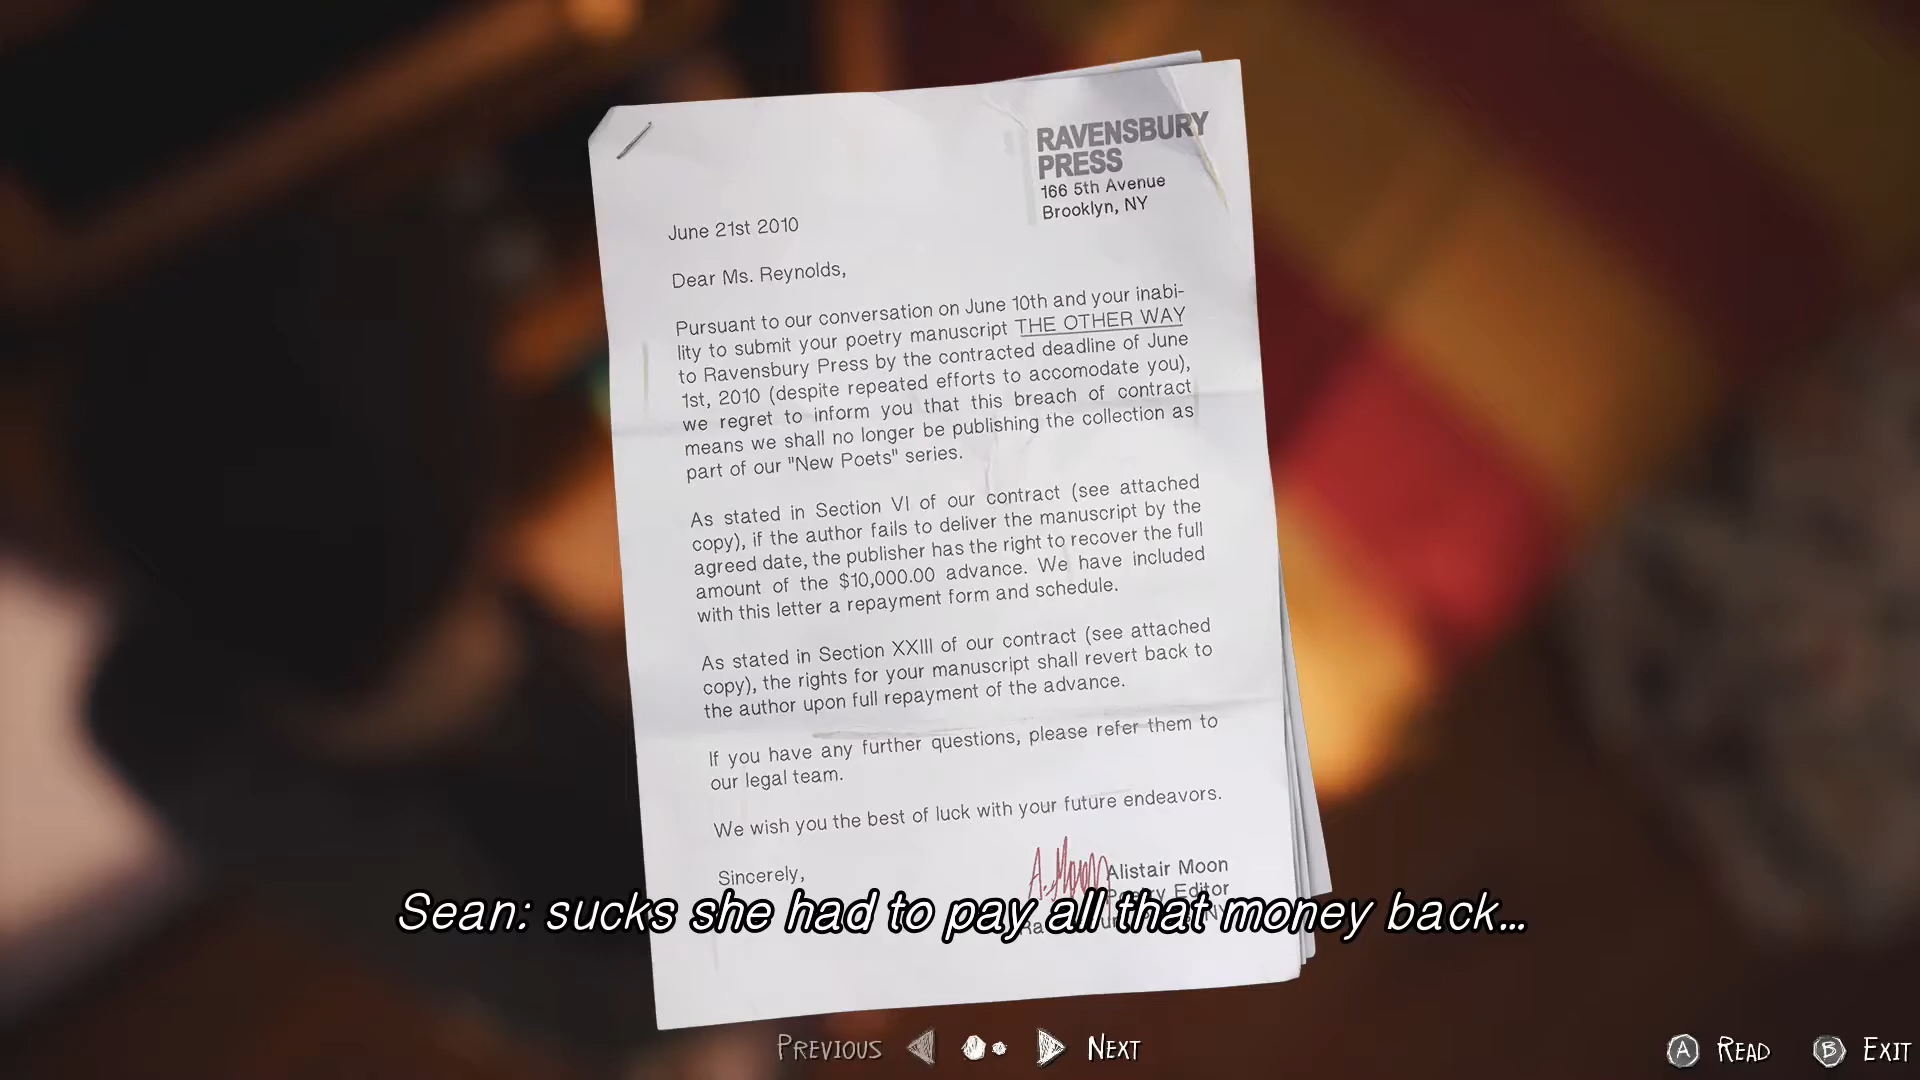 RAVENSBURY
PRESS
166 5th Avenue
Brooklyn, NY
June 21st 2010
Dear Ms. Reynolds,
Pursuant to our conversation on June 10th and your inabi-
lity to submit your poetry manuscript THE OTHER WAY
to Ravensbury Press by the contracted deadline of June
1st, 2010 (despite repeated efforts to accomodate you),
we regret to inform you that this breach of contract
means we shall no longer be publishing the collection as
part of our "New Poets" series.
As stated in Section VI of our contract (see attached
copy), if the author fails to deliver the manuscript by the
agreed date, the publisher has the right to recover the full
amount of the $10,000.00 advance. We have included
with this letter a repayment form and schedule.
As stated in Section XXIII of our contract (see attached
copy), the rights for your manuscript shall revert back to
the author upon full repayment of the advance.
If you have any further questions, please refer them to
our legal team.
We wish you the best of luck with your future endeavors.
Sincerely,
A. Moon
Alistair Moon
Poetry Editor
NY
Sean: sucks she had to pay all that money back...
PREVIOUS NEXT
A READ B EXIT